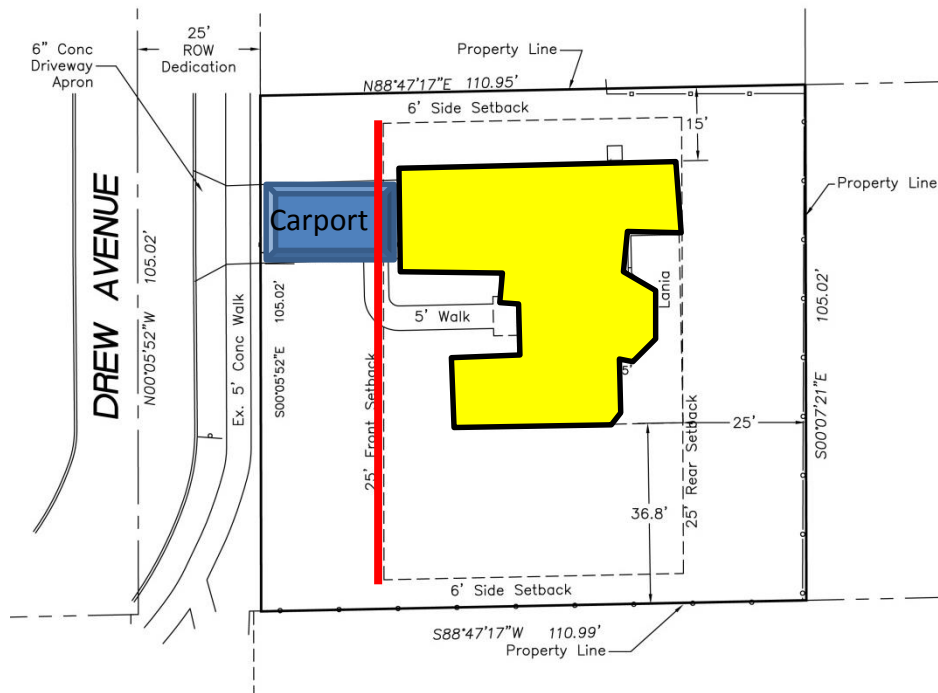 25'
ROW
Dedication
6" Conc
Driveway
Apron
Property Line
N88°47'17"E 110.95'
6' Side Setback
15'
Property Line
Carport
DREW AVENUE
N00°05'52"W 105.02'
Ex. 5' Conc Walk
S00°05'52"E 105.02'
25' Front Setback
5' Walk
Lania
5'
25'
25' Rear Setback
105.02'
S00°07'21"E
36.8'
6' Side Setback
S88°47'17"W 110.99'
Property Line